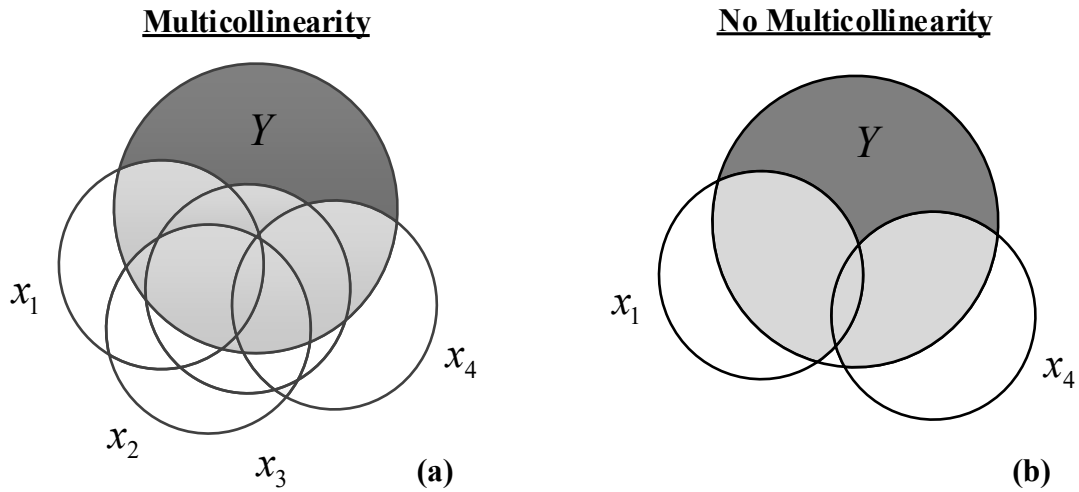 Multicollinearity
Y
x1
x2
x3
x4
(a)
No Multicollinearity
Y
x1
x4
(b)